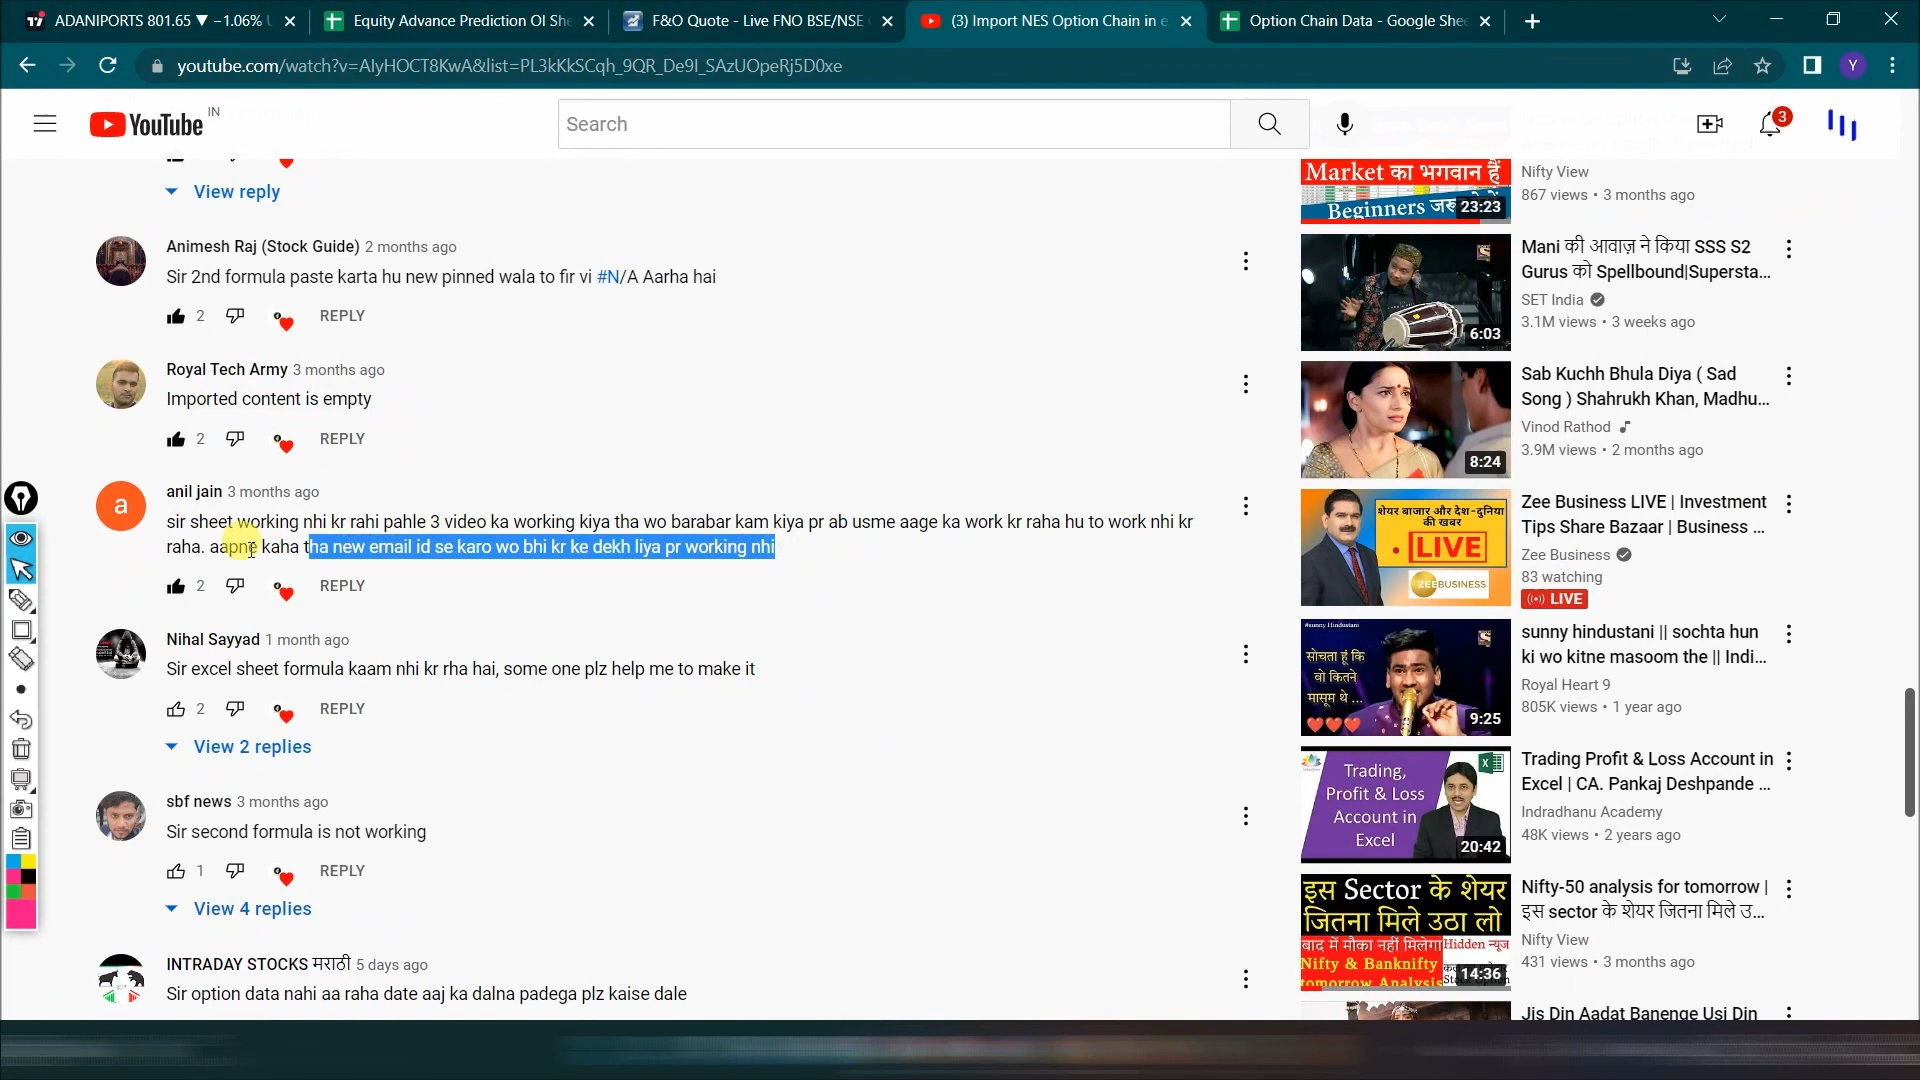 ADANIPORTS 801.65 ▼ −1.06%
Equity Advance Prediction OI She
F&O Quote - Live FNO BSE/NSE
(3) Import NES Option Chain in e
Option Chain Data - Google Shee
youtube.com/watch?v=AIyHOCT8KwA&list=PL3kKkSCqh_9QR_De9I_SAzUOpeRj5D0xe
Y
YouTube IN
Search
3
View reply
Animesh Raj (Stock Guide) 2 months ago
Sir 2nd formula paste karta hu new pinned wala to fir vi #N/A Aarha hai
2 REPLY
Royal Tech Army 3 months ago
Imported content is empty
2 REPLY
a
anil jain 3 months ago
sir sheet working nhi kr rahi pahle 3 video ka working kiya tha wo barabar kam kiya pr ab usme aage ka work kr raha hu to work nhi kr
raha. aapne kaha tha new email id se karo wo bhi kr ke dekh liya pr working nhi
2 REPLY
Nihal Sayyad 1 month ago
Sir excel sheet formula kaam nhi kr rha hai, some one plz help me to make it
2 REPLY
View 2 replies
sbf news 3 months ago
Sir second formula is not working
1 REPLY
View 4 replies
INTRADAY STOCKS मराठी 5 days ago
Sir option data nahi aa raha date aaj ka dalna padega plz kaise dale
Market का भगवान हैं
Beginners
23:23
Nifty View
867 views • 3 months ago
6:03
Mani की आवाज़ ने किया SSS S2
Gurus को Spellbound|Supersta...
SET India
3.1M views • 3 weeks ago
8:24
Sab Kuchh Bhula Diya ( Sad
Song ) Shahrukh Khan, Madhu...
Vinod Rathod
3.9M views • 2 months ago
शेयर बाजार और देश-दुनिया
की खबर
LIVE
ZEEBUSINESS
Zee Business LIVE | Investment
Tips Share Bazaar | Business ...
Zee Business
83 watching
LIVE
#sunny Hindustani
सोचता हूं कि
वो कितने
मासूम थे ...
9:25
sunny hindustani || sochta hun
ki wo kitne masoom the || Indi...
Royal Heart 9
805K views • 1 year ago
Trading,
Profit & Loss
Account in
Excel
20:42
Trading Profit & Loss Account in
Excel | CA. Pankaj Deshpande ...
Indradhanu Academy
48K views • 2 years ago
इस Sector के शेयर
जितना मिले उठा लो
बाद में मौका नहीं मिलेगा Hidden न्यूज
Nifty & Banknifty
tomorrow Analysis
14:36
Nifty-50 analysis for tomorrow |
इस sector के शेयर जितना मिले उ...
Nifty View
431 views • 3 months ago
Jis Din Aadat Banenge Usi Din